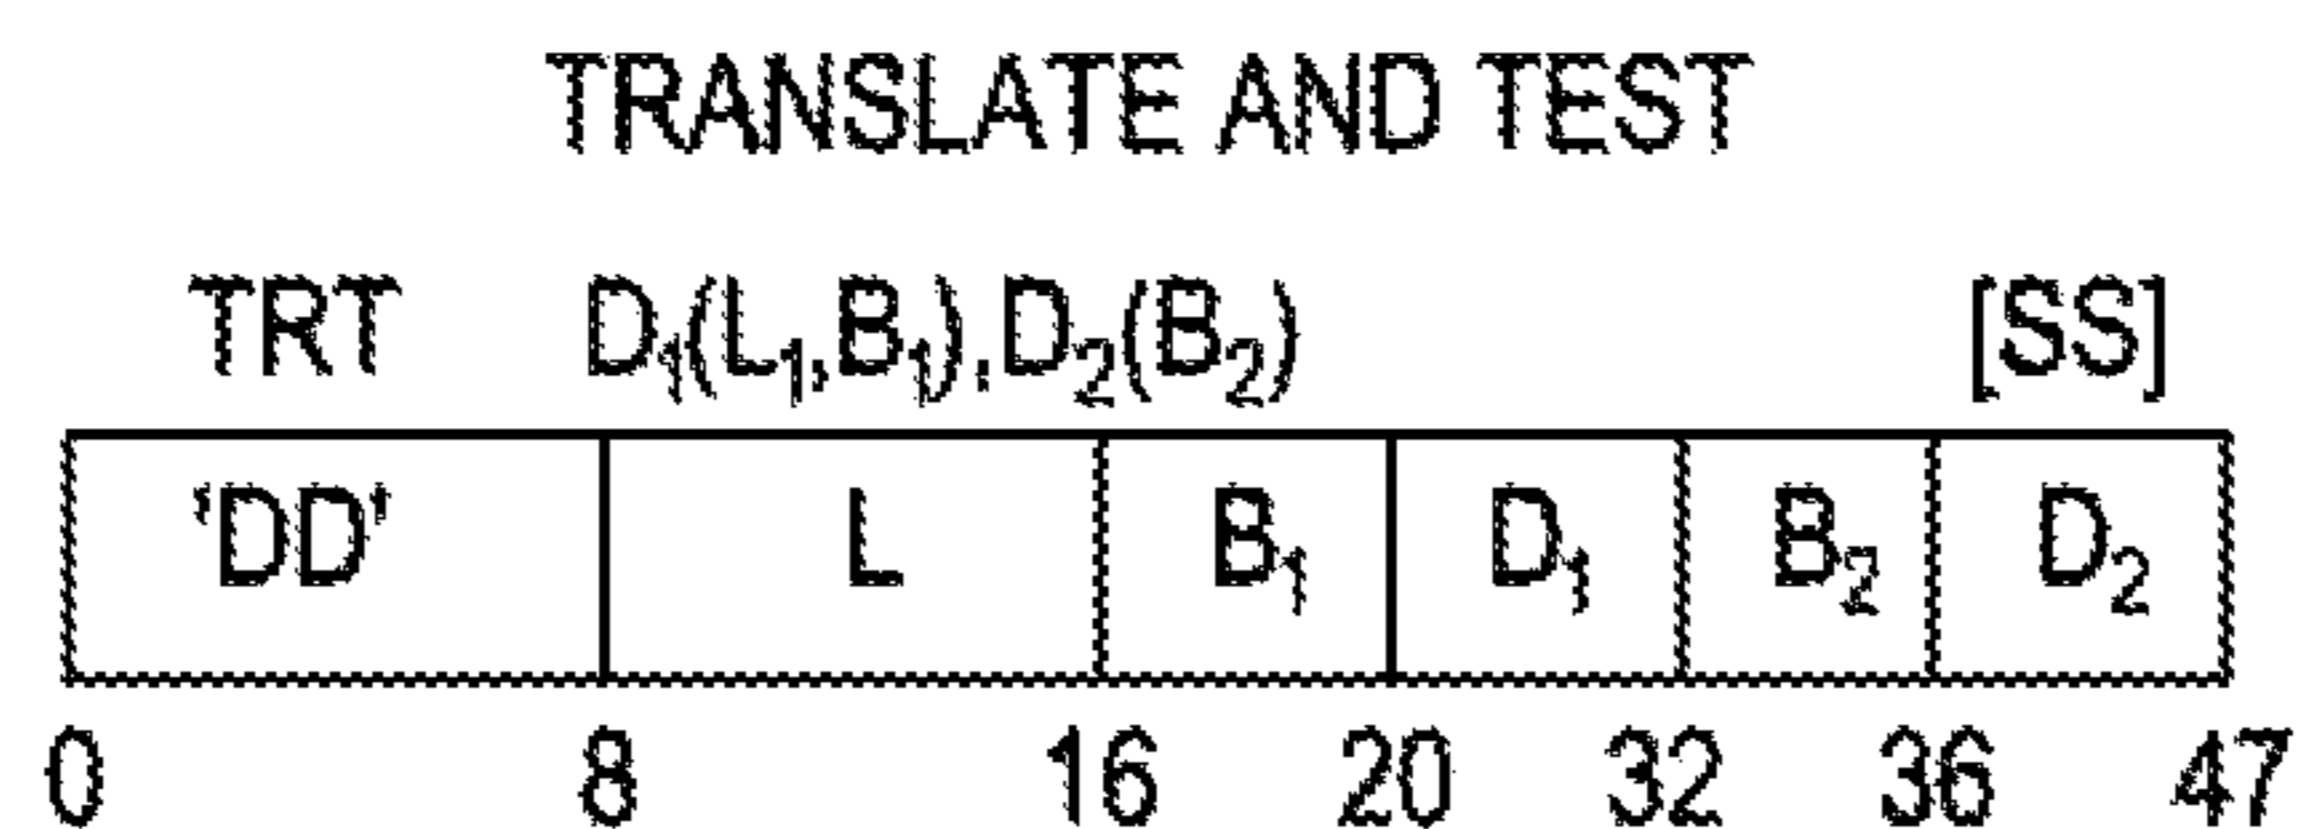 TRANSLATE AND TEST
TRT D₁(L₁,B₁),D₂(B₂) [SS]
'DD' L B₁ D₁ B₂ D₂
0 8 16 20 32 36 47